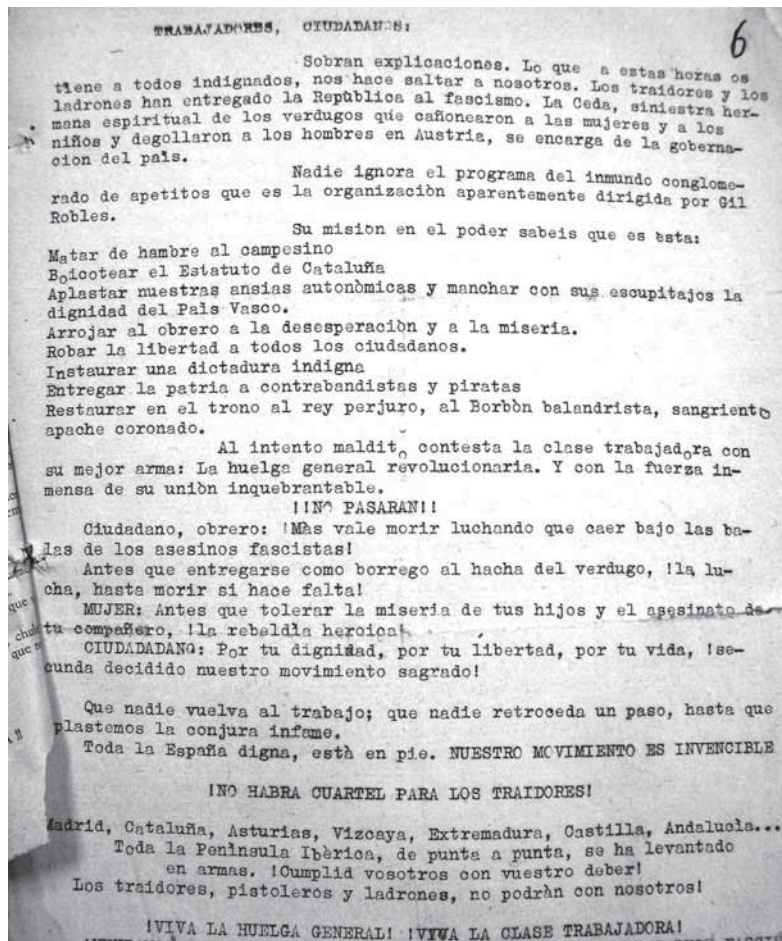 TRABAJADORES, CIUDADANOS:
6
Sobran explicaciones. Lo que a estas horas os
tiene a todos indignados, nos hace saltar a nosotros. Los traidores y los
ladrones han entregado la Repùblica al fascismo. La Ceda, siniestra her-
mana espiritual de los verdugos que cañonearon a las mujeres y a los
niños y degollaron a los hombres en Austria, se encarga de la goberna-
cion del paìs.
Nadie ignora el programa del inmundo conglome-
rado de apetitos que es la organizaciòn aparentemente dirigida por Gil
Robles.
Su misiòn en el poder sabeis que es èsta:
Matar de hambre al campesino
Boicotear el Estatuto de Cataluña
Aplastar nuestras ansias autonòmicas y manchar con sus escupitajos la
dignidad del Paìs Vasco.
Arrojar al obrero a la desesperaciòn y a la miseria.
Robar la libertad a todos los ciudadanos.
Instaurar una dictadura indigna
Entregar la patria a contrabandistas y piratas
Restaurar en el trono al rey perjuro, al Borbòn balandrista, sangriento
apache coronado.
Al intento maldito contesta la clase trabajadora con
su mejor arma: La huelga general revolucionaria. Y con la fuerza in-
mensa de su uniòn inquebrantable.
!!NO PASARAN!!
Ciudadano, obrero: !Màs vale morir luchando que caer bajo las ba-
las de los asesinos fascistas!
Antes que entregarse como borrego al hacha del verdugo, !la lu-
cha, hasta morir si hace falta!
MUJER: Antes que tolerar la miseria de tus hijos y el asesinato de
tu compañero, !la rebeldìa heroica!
CIUDADADANO: Por tu dignidad, por tu libertad, por tu vida, !se-
cunda decidido nuestro movimiento sagrado!
Que nadie vuelva al trabajo; que nadie retroceda un paso, hasta que
plastemos la conjura infame.
Toda la España digna, està en pie. NUESTRO MOVIMIENTO ES INVENCIBLE
!NO HABRA CUARTEL PARA LOS TRAIDORES!
Madrid, Cataluña, Asturias, Vizcaya, Extremadura, Castilla, Andalucìa...
Toda la Penìnsula Ibèrica, de punta a punta, se ha levantado
en armas. !Cumplid vosotros con vuestro deber!
Los traidores, pistoleros y ladrones, no podràn con nosotros!
!VIVA LA HUELGA GENERAL! !VIVA LA CLASE TRABAJADORA!